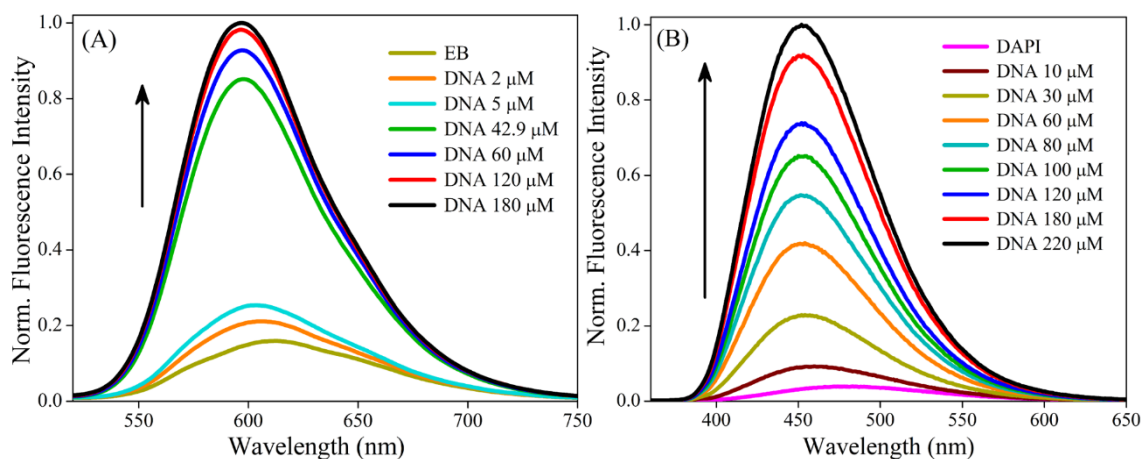 (A)
EB
DNA 2 μM
DNA 5 μM
DNA 42.9 μM
DNA 60 μM
DNA 120 μM
DNA 180 μM
Norm. Fluorescence Intensity
1.0
0.8
0.6
0.4
0.2
0.0
550 600 650 700 750
Wavelength (nm)
(B)
DAPI
DNA 10 μM
DNA 30 μM
DNA 60 μM
DNA 80 μM
DNA 100 μM
DNA 120 μM
DNA 180 μM
DNA 220 μM
Norm. Fluorescence Intensity
1.0
0.8
0.6
0.4
0.2
0.0
400 450 500 550 600 650
Wavelength (nm)